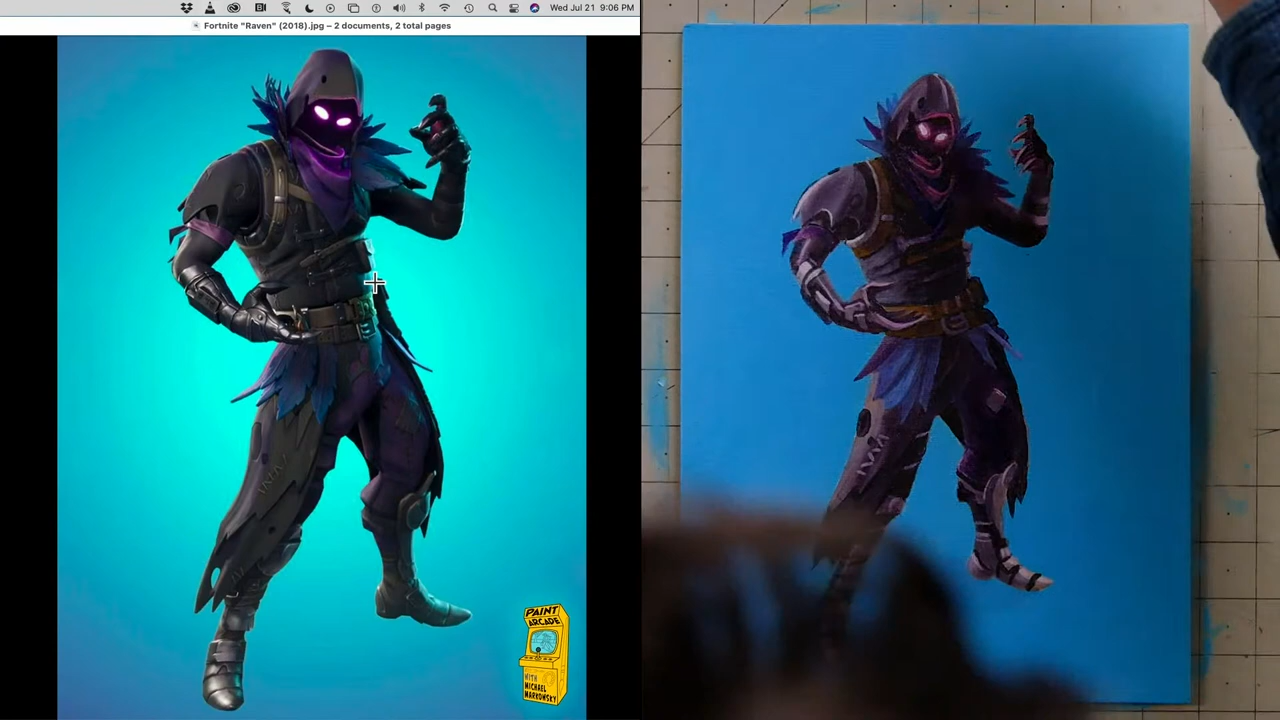 Wed Jul 21 9:06 PM
Fortnite "Raven" (2018).jpg – 2 documents, 2 total pages
PAINT
ARCADE
WITH
MICHAEL
MARKOWSKY